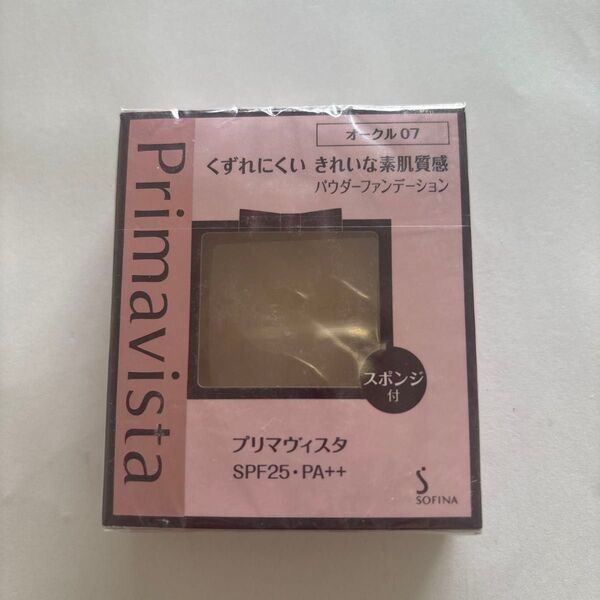 Primavista
オークル 07
くずれにくい きれいな素肌質感
パウダーファンデーション
スポンジ
付
プリマヴィスタ
SPF25・PA++
SOFINA